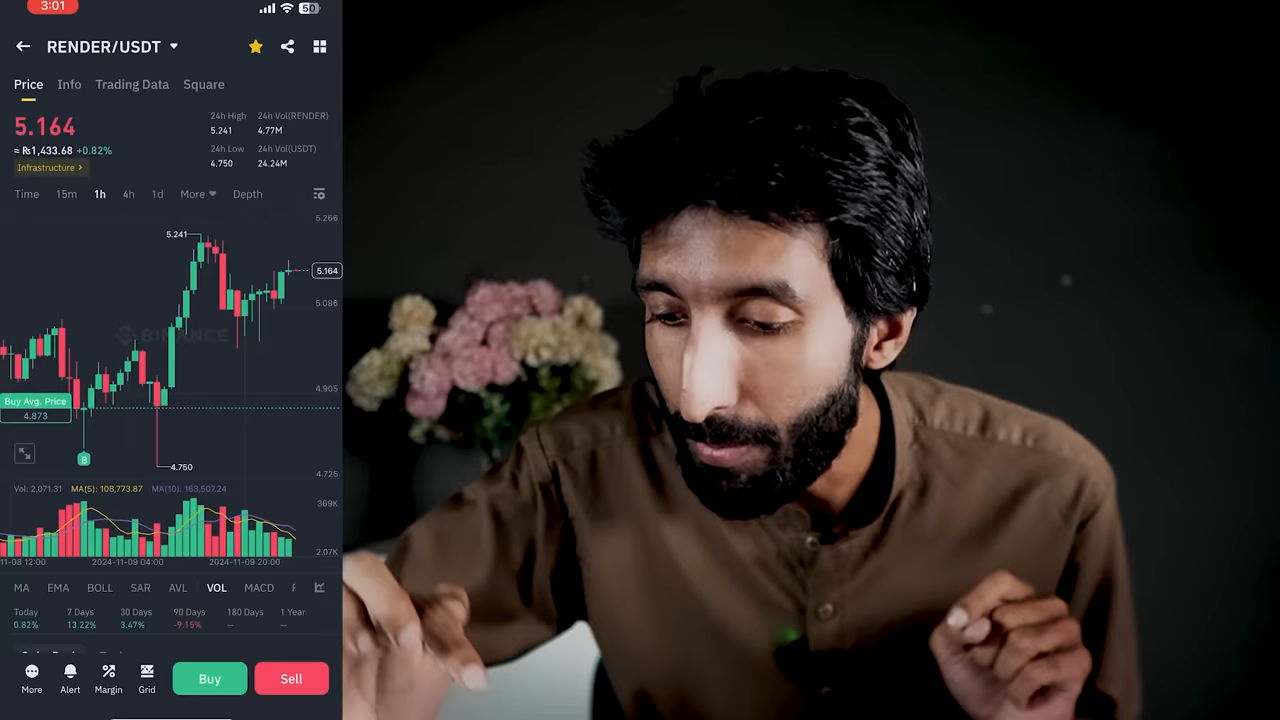 3:01
50
RENDER/USDT
Price Info Trading Data Square
5.164
≈ ₨1,433.68 +0.82%
Infrastructure >
24h High 24h Vol(RENDER)
5.241 4.77M
24h Low 24h Vol(USDT)
4.750 24.24M
Time 15m 1h 4h 1d More Depth
5.266
5.241
5.164
5.086
BINANCE
4.905
Buy Avg. Price
4.873
B
4.750
4.725
Vol: 2,071.31 MA(5): 108,773.87 MA(10): 163,507.24
369K
2.07K
11-08 12:00 2024-11-09 04:00 2024-11-09 20:00
MA EMA BOLL SAR AVL VOL MACD
Today 7 Days 30 Days 90 Days 180 Days 1 Year
0.82% 13.22% 3.47% -9.15% -- --
More Alert Margin Grid Buy Sell